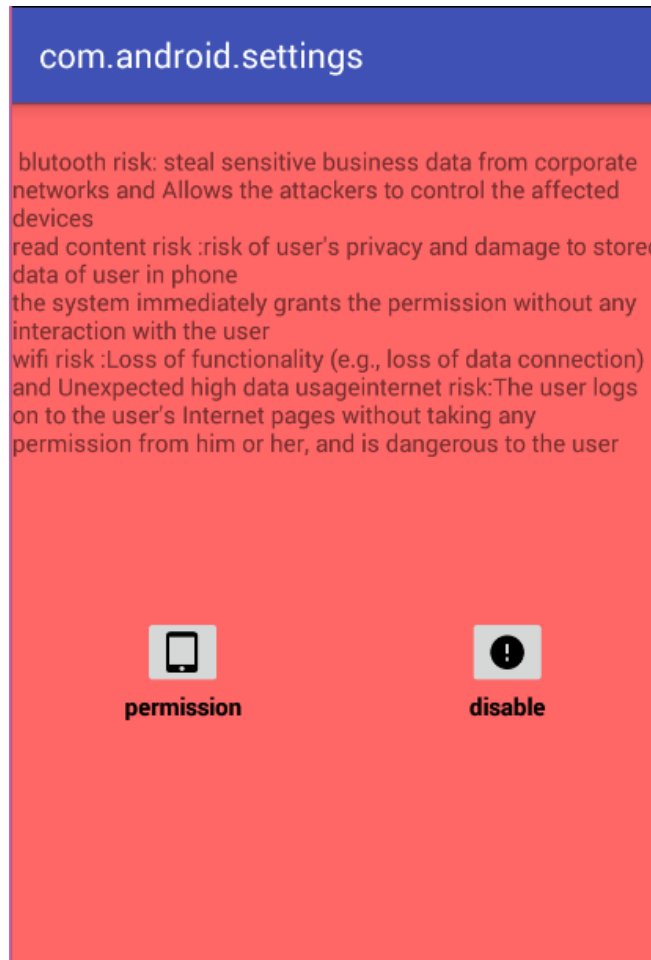 com.android.settings
blutooth risk: steal sensitive business data from corporate
networks and Allows the attackers to control the affected
devices
read content risk :risk of user's privacy and damage to stored
data of user in phone
the system immediately grants the permission without any
interaction with the user
wifi risk :Loss of functionality (e.g., loss of data connection)
and Unexpected high data usageinternet risk:The user logs
on to the user's Internet pages without taking any
permission from him or her, and is dangerous to the user
permission
disable